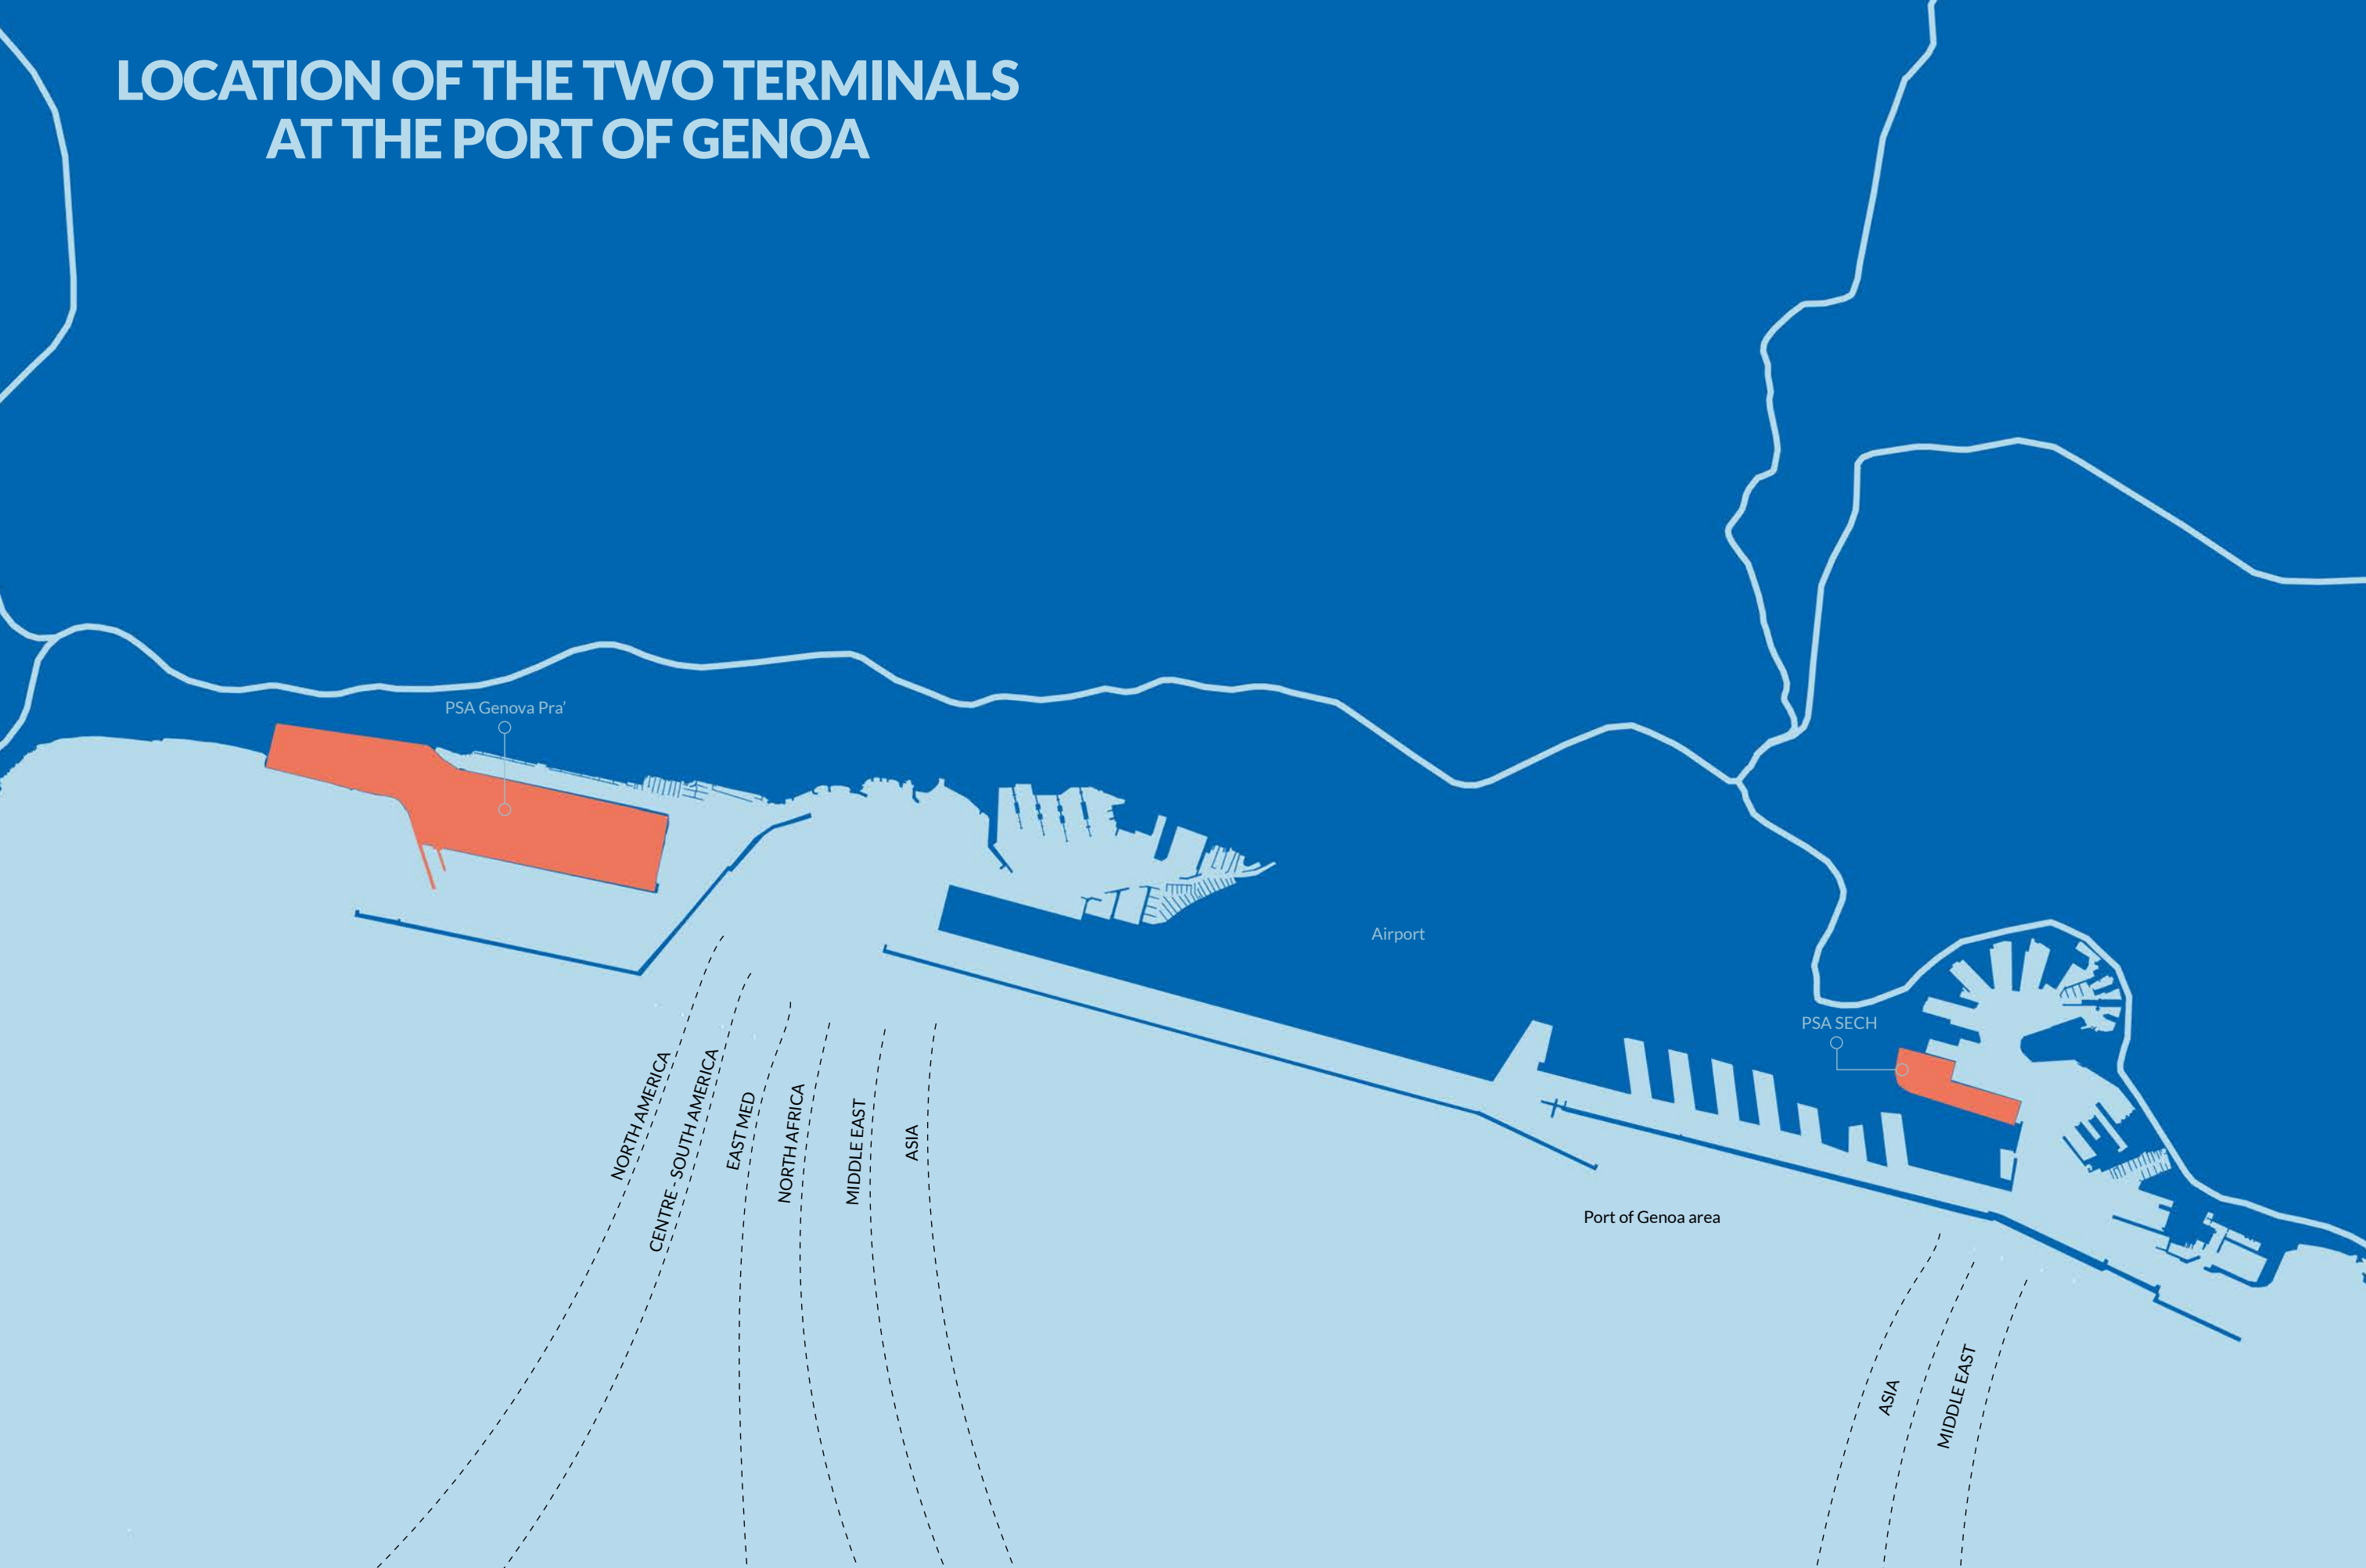 LOCATION OF THE TWO TERMINALS
AT THE PORT OF GENOA
PSA Genova Pra’
Airport
PSA SECH
NORTH AMERICA
CENTRE - SOUTH AMERICA
EAST MED
NORTH AFRICA
MIDDLE EAST
ASIA
Port of Genoa area
ASIA
MIDDLE EAST